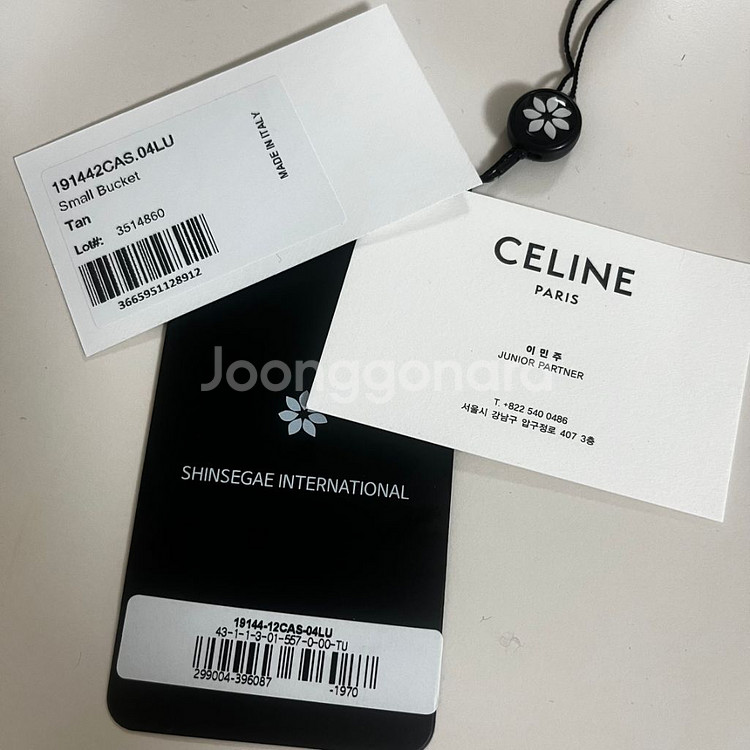 191442CAS.04LU
Small Bucket
Tan
Lot#: 3514860
3665951128912
MADE IN ITALY
CELINE
PARIS
이 민 주
JUNIOR PARTNER
T. +822 540 0486
서울시 강남구 압구정로 407 3층
Joonggonara
SHINSEGAE INTERNATIONAL
19144-12CAS-04LU
43-1-1-3-01-557-0-00-TU
299004-396087
-1970